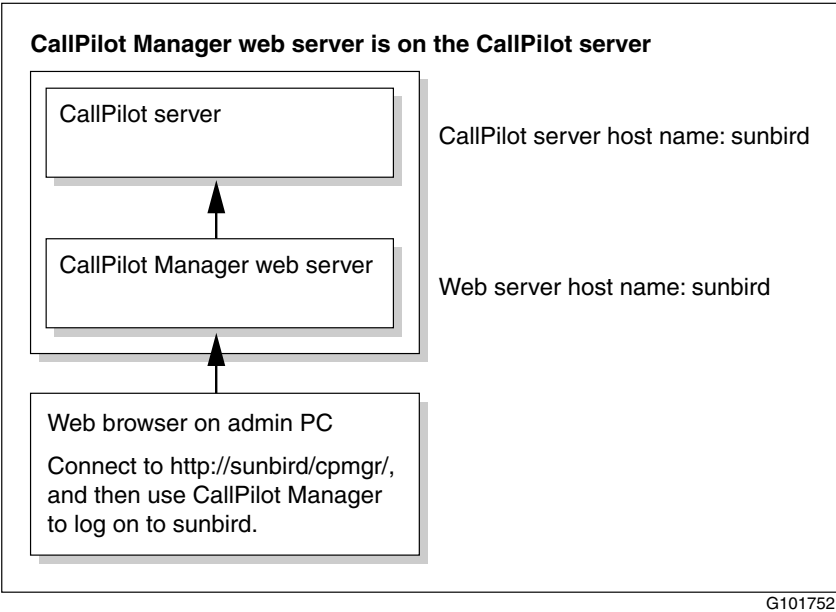 CallPilot Manager web server is on the CallPilot server
CallPilot server
CallPilot server host name: sunbird
CallPilot Manager web server
Web server host name: sunbird
Web browser on admin PC
Connect to http://sunbird/cpmgr/,
and then use CallPilot Manager
to log on to sunbird.
G101752